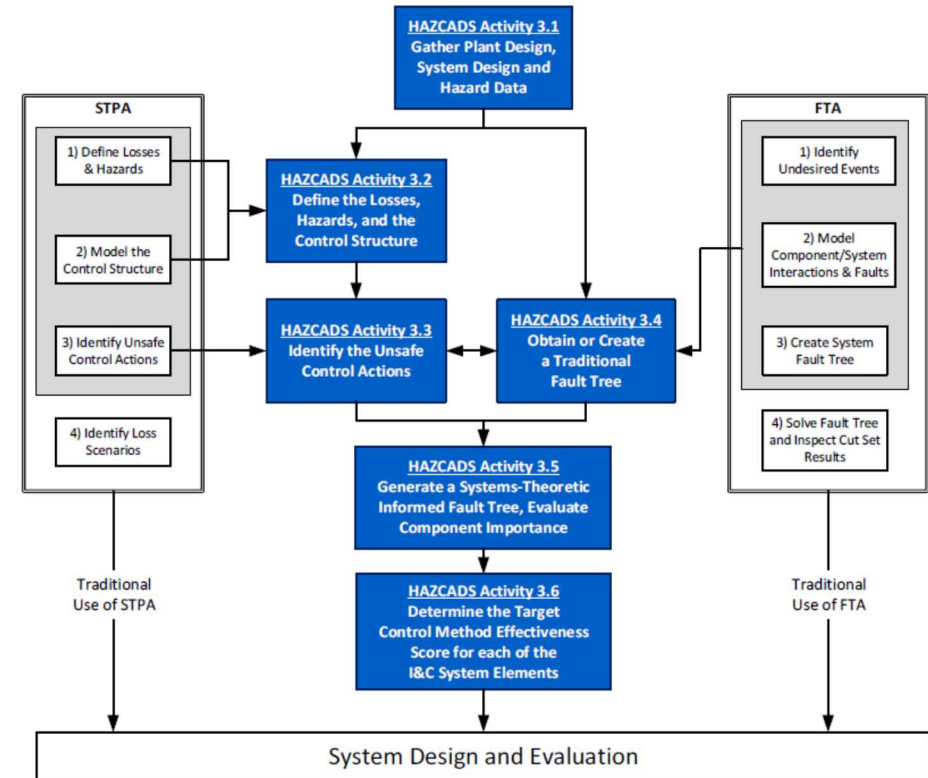 HAZCADS Activity 3.1
Gather Plant Design,
System Design and
Hazard Data
STPA
1) Define Losses
& Hazards
2) Model the
Control Structure
3) Identify Unsafe
Control Actions
4) Identify Loss
Scenarios
HAZCADS Activity 3.2
Define the Losses,
Hazards, and the
Control Structure
HAZCADS Activity 3.3
Identify the Unsafe
Control Actions
HAZCADS Activity 3.4
Obtain or Create
a Traditional
Fault Tree
FTA
1) Identify
Undesired Events
2) Model
Component/System
Interactions & Faults
3) Create System
Fault Tree
4) Solve Fault Tree
and Inspect Cut Set
Results
HAZCADS Activity 3.5
Generate a Systems-Theoretic
Informed Fault Tree, Evaluate
Component Importance
HAZCADS Activity 3.6
Determine the Target
Control Method Effectiveness
Score for each of the
I&C System Elements
Traditional
Use of STPA
Traditional
Use of FTA
System Design and Evaluation